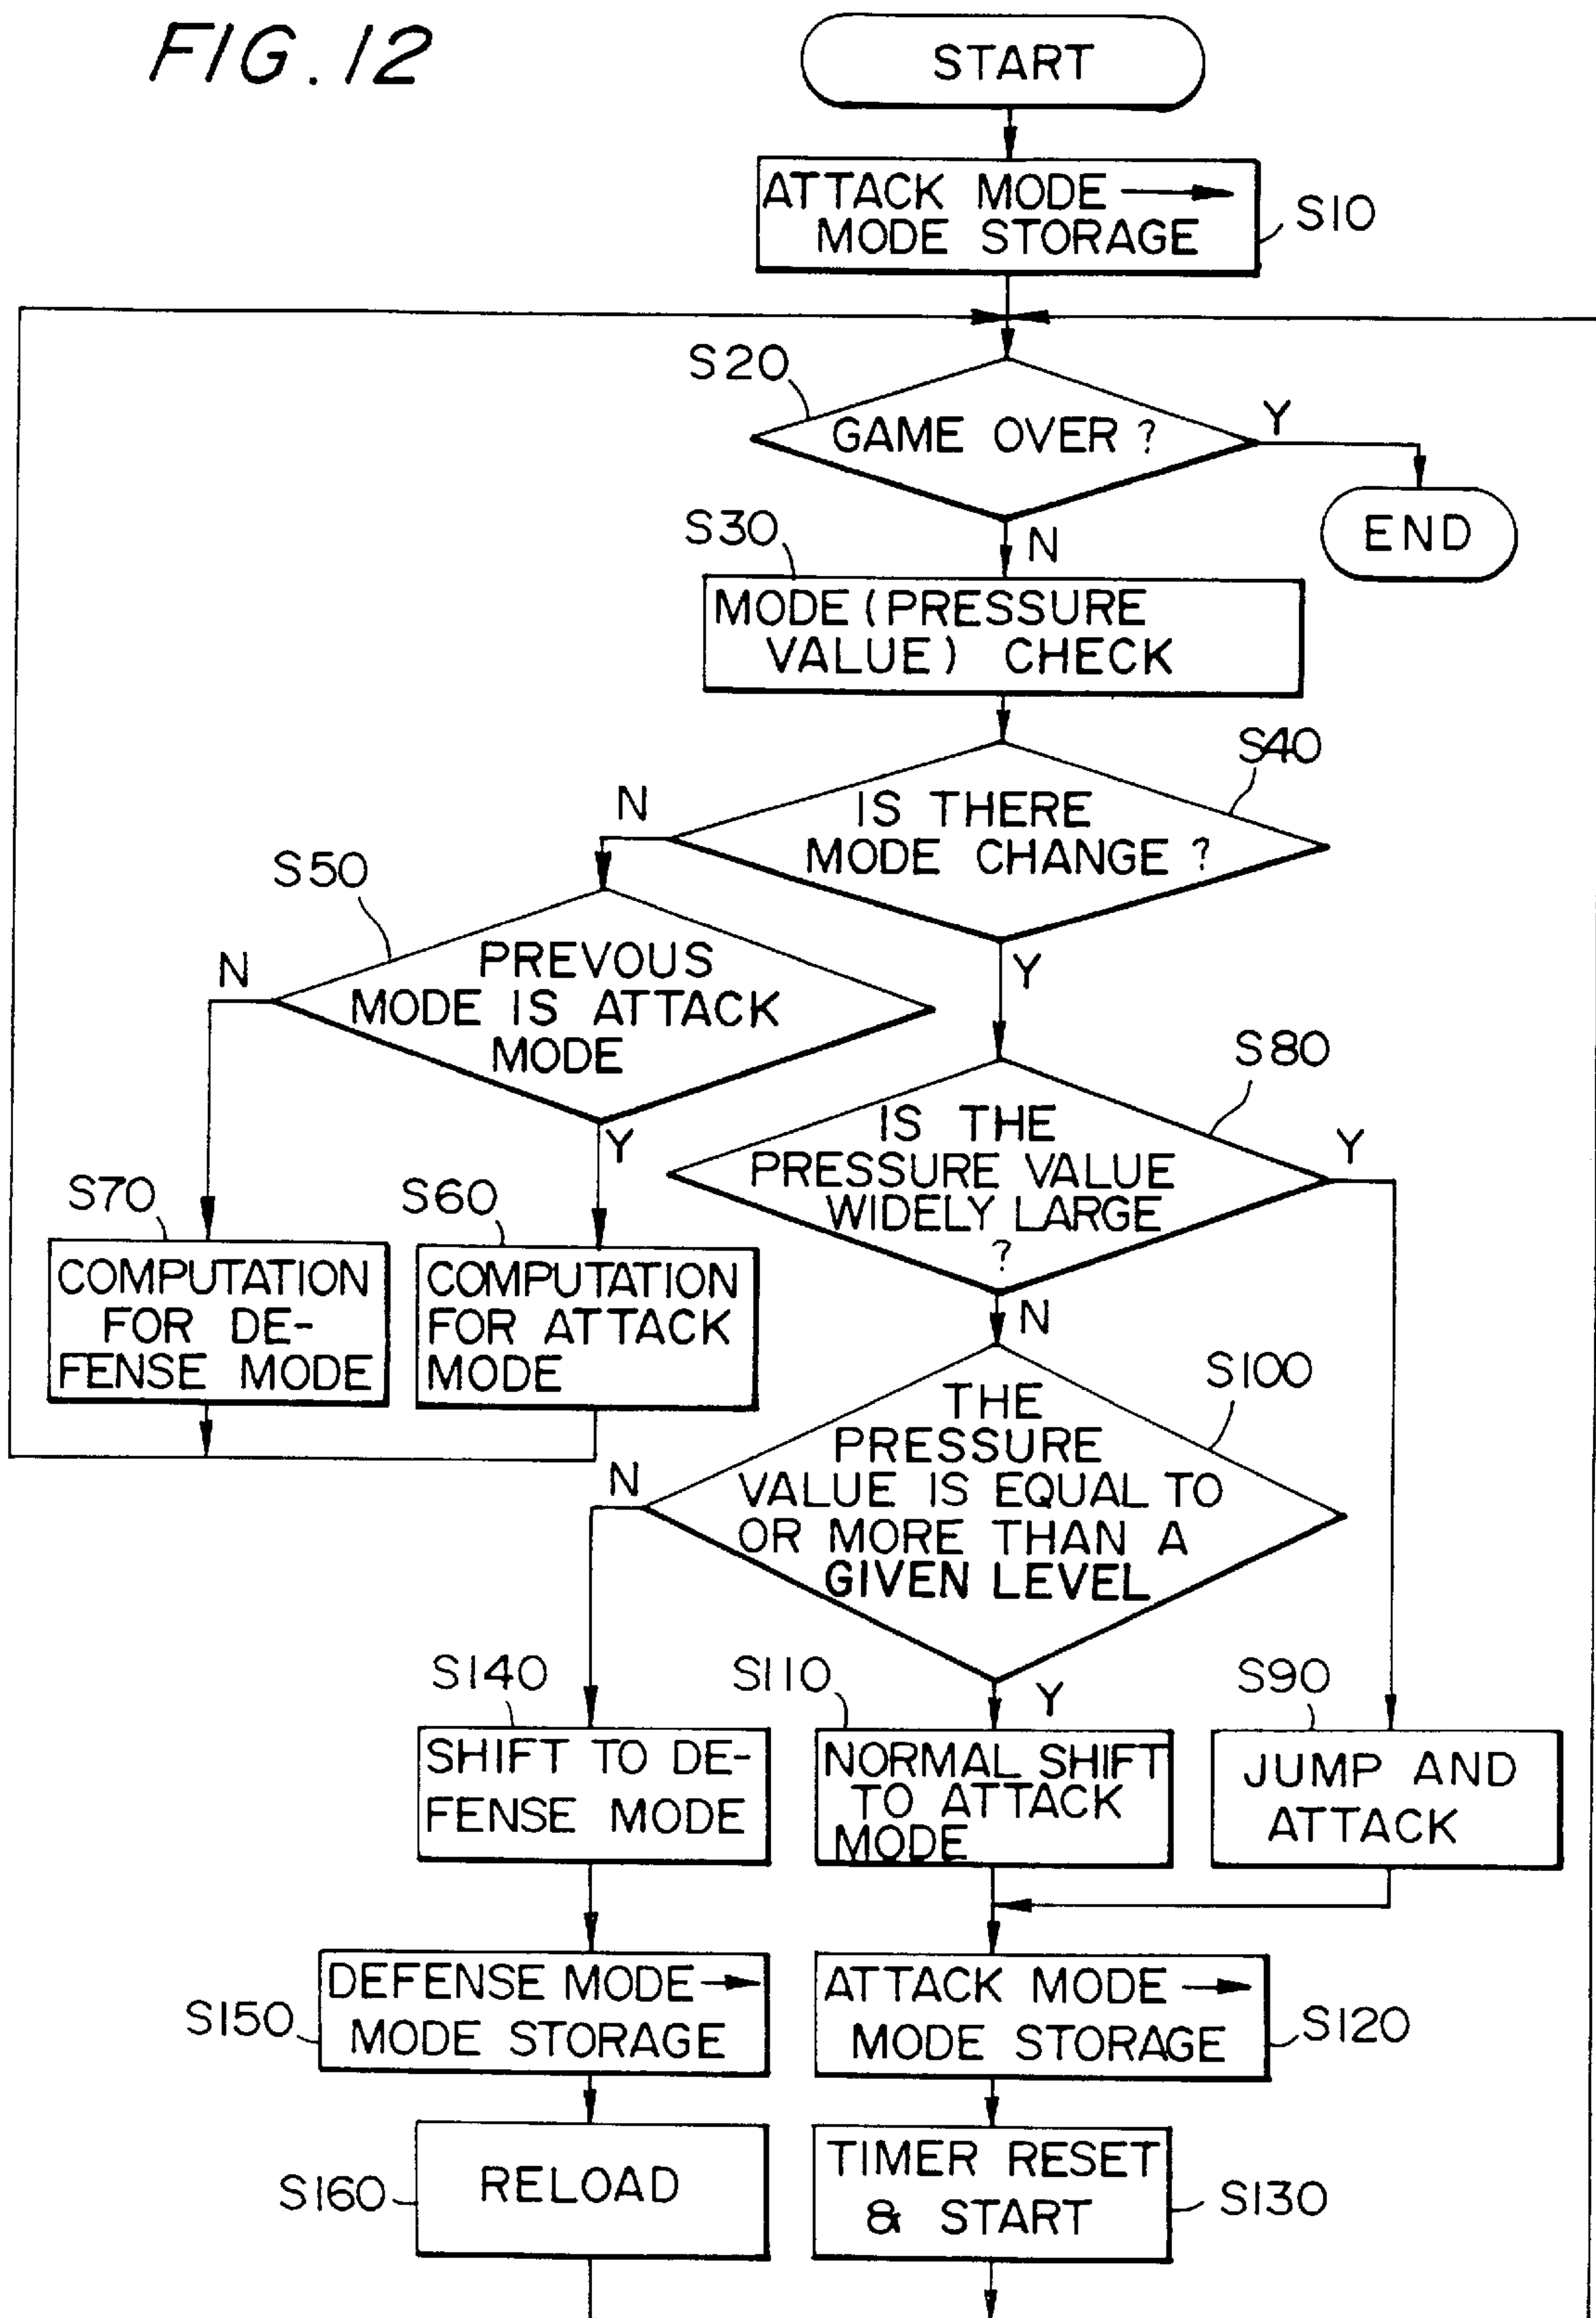 FIG. 12
START
ATTACK MODE →
MODE STORAGE
S10
S20
GAME OVER ?
Y
END
N
S30
MODE (PRESSURE
VALUE) CHECK
S40
IS THERE
MODE CHANGE ?
N
Y
S50
PREVOUS
MODE IS ATTACK
MODE
N
Y
S80
IS THE
PRESSURE VALUE
WIDELY LARGE
?
Y
N
S70
COMPUTATION
FOR DE-
FENSE MODE
S60
COMPUTATION
FOR ATTACK
MODE
S100
THE
PRESSURE
VALUE IS EQUAL TO
OR MORE THAN A
GIVEN LEVEL
N
Y
S140
SHIFT TO DE-
FENSE MODE
S110
NORMAL SHIFT
TO ATTACK
MODE
S90
JUMP AND
ATTACK
S150
DEFENSE MODE →
MODE STORAGE
ATTACK MODE →
MODE STORAGE
S120
S160
RELOAD
TIMER RESET
& START
S130